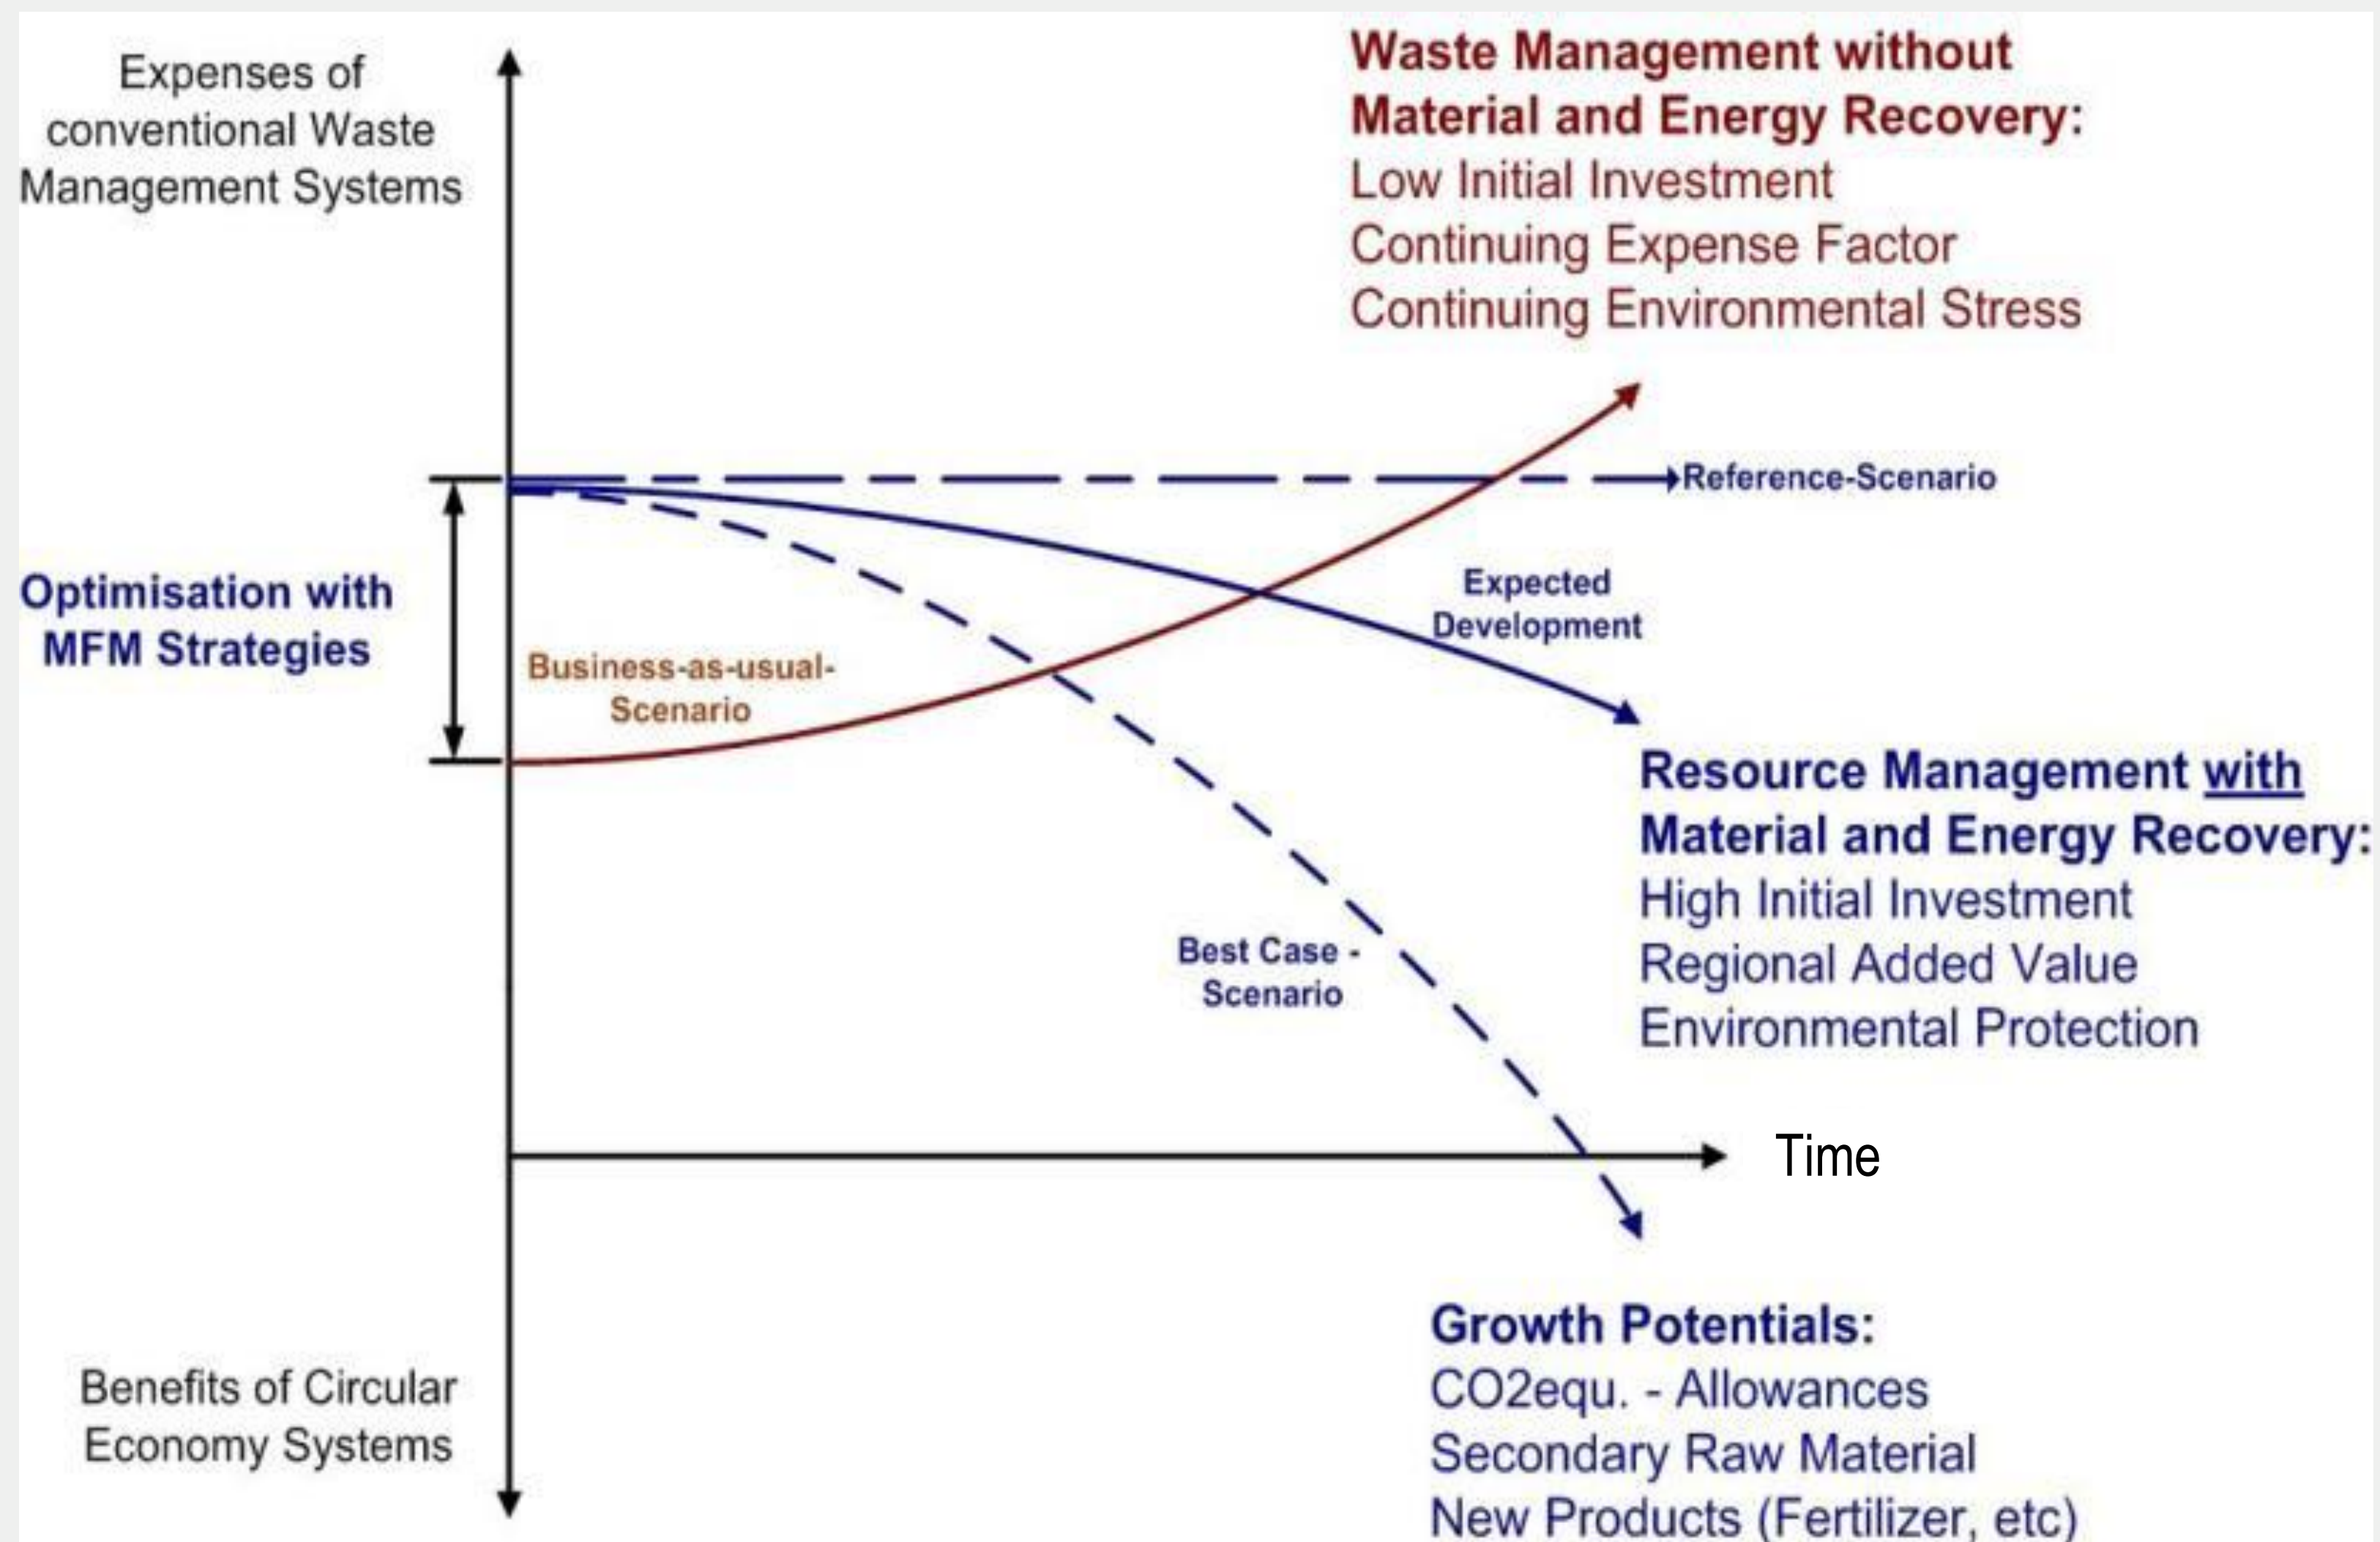 Expenses of
conventional Waste
Management Systems
Waste Management without
Material and Energy Recovery:
Low Initial Investment
Continuing Expense Factor
Continuing Environmental Stress
Reference-Scenario
Optimisation with
MFM Strategies
Business-as-usual-
Scenario
Expected
Development
Resource Management with
Material and Energy Recovery:
High Initial Investment
Regional Added Value
Environmental Protection
Best Case -
Scenario
Time
Benefits of Circular
Economy Systems
Growth Potentials:
CO2equ. - Allowances
Secondary Raw Material
New Products (Fertilizer, etc)